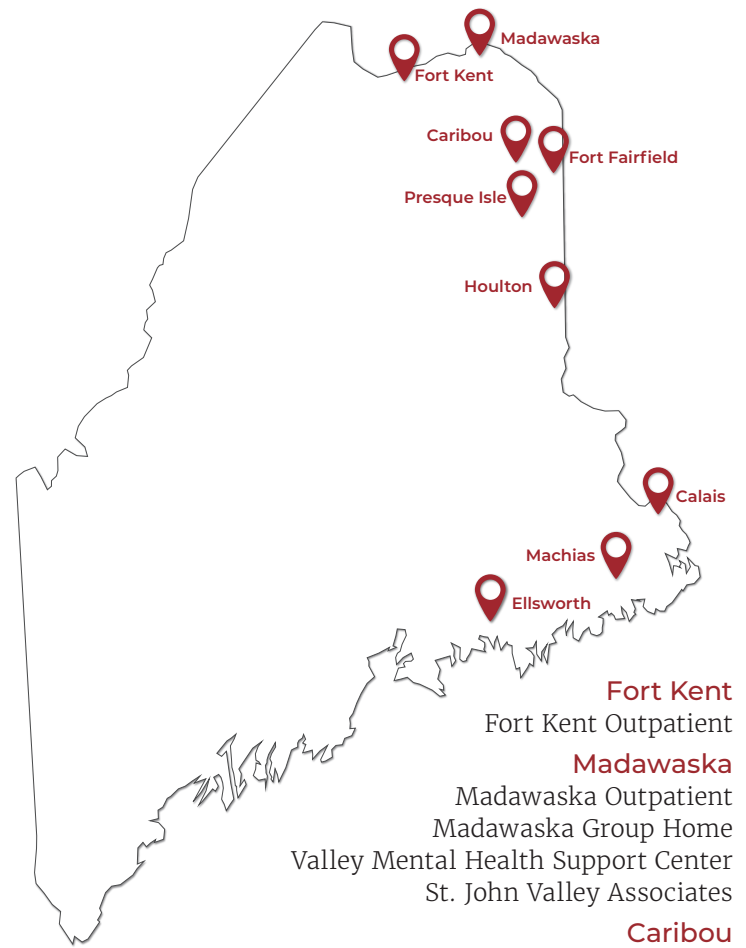 Madawaska
Fort Kent
Caribou
Fort Fairfield
Presque Isle
Houlton
Calais
Machias
Ellsworth
Fort Kent
Fort Kent Outpatient
Madawaska
Madawaska Outpatient
Madawaska Group Home
Valley Mental Health Support Center
St. John Valley Associates
Caribou